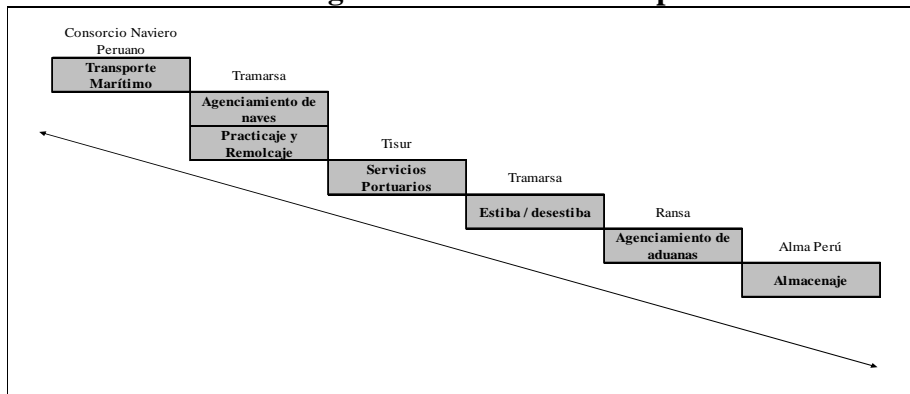 Consorcio Naviero
Peruano
Transporte
Marítimo
Tramarsa
Agenciamiento de
naves
Practicaje y
Remolcaje
Tisur
Servicios
Portuarios
Tramarsa
Estiba / desestiba
Ransa
Agenciamiento de
aduanas
Alma Perú
Almacenaje